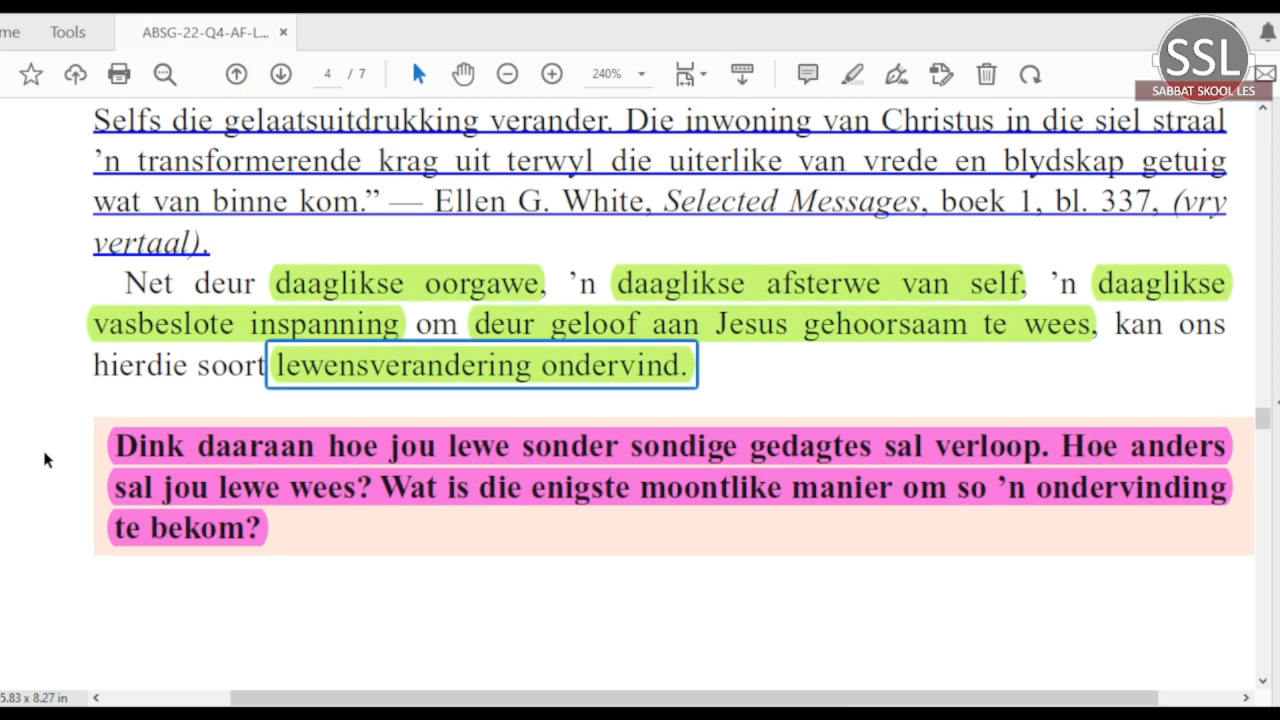 me Tools ABSG-22-Q4-AF-L... ×
4 / 7 240%
SSL
SABBAT SKOOL LES
Selfs die gelaatsuitdrukking verander. Die inwoning van Christus in die siel straal
’n transformerende krag uit terwyl die uiterlike van vrede en blydskap getuig
wat van binne kom.” — Ellen G. White, Selected Messages, boek 1, bl. 337, (vry
vertaal).
Net deur daaglikse oorgawe, ’n daaglikse afsterwe van self, ’n daaglikse
vasbeslote inspanning om deur geloof aan Jesus gehoorsaam te wees, kan ons
hierdie soort lewensverandering ondervind.
Dink daaraan hoe jou lewe sonder sondige gedagtes sal verloop. Hoe anders
sal jou lewe wees? Wat is die enigste moontlike manier om so ’n ondervinding
te bekom?
5.83 x 8.27 in